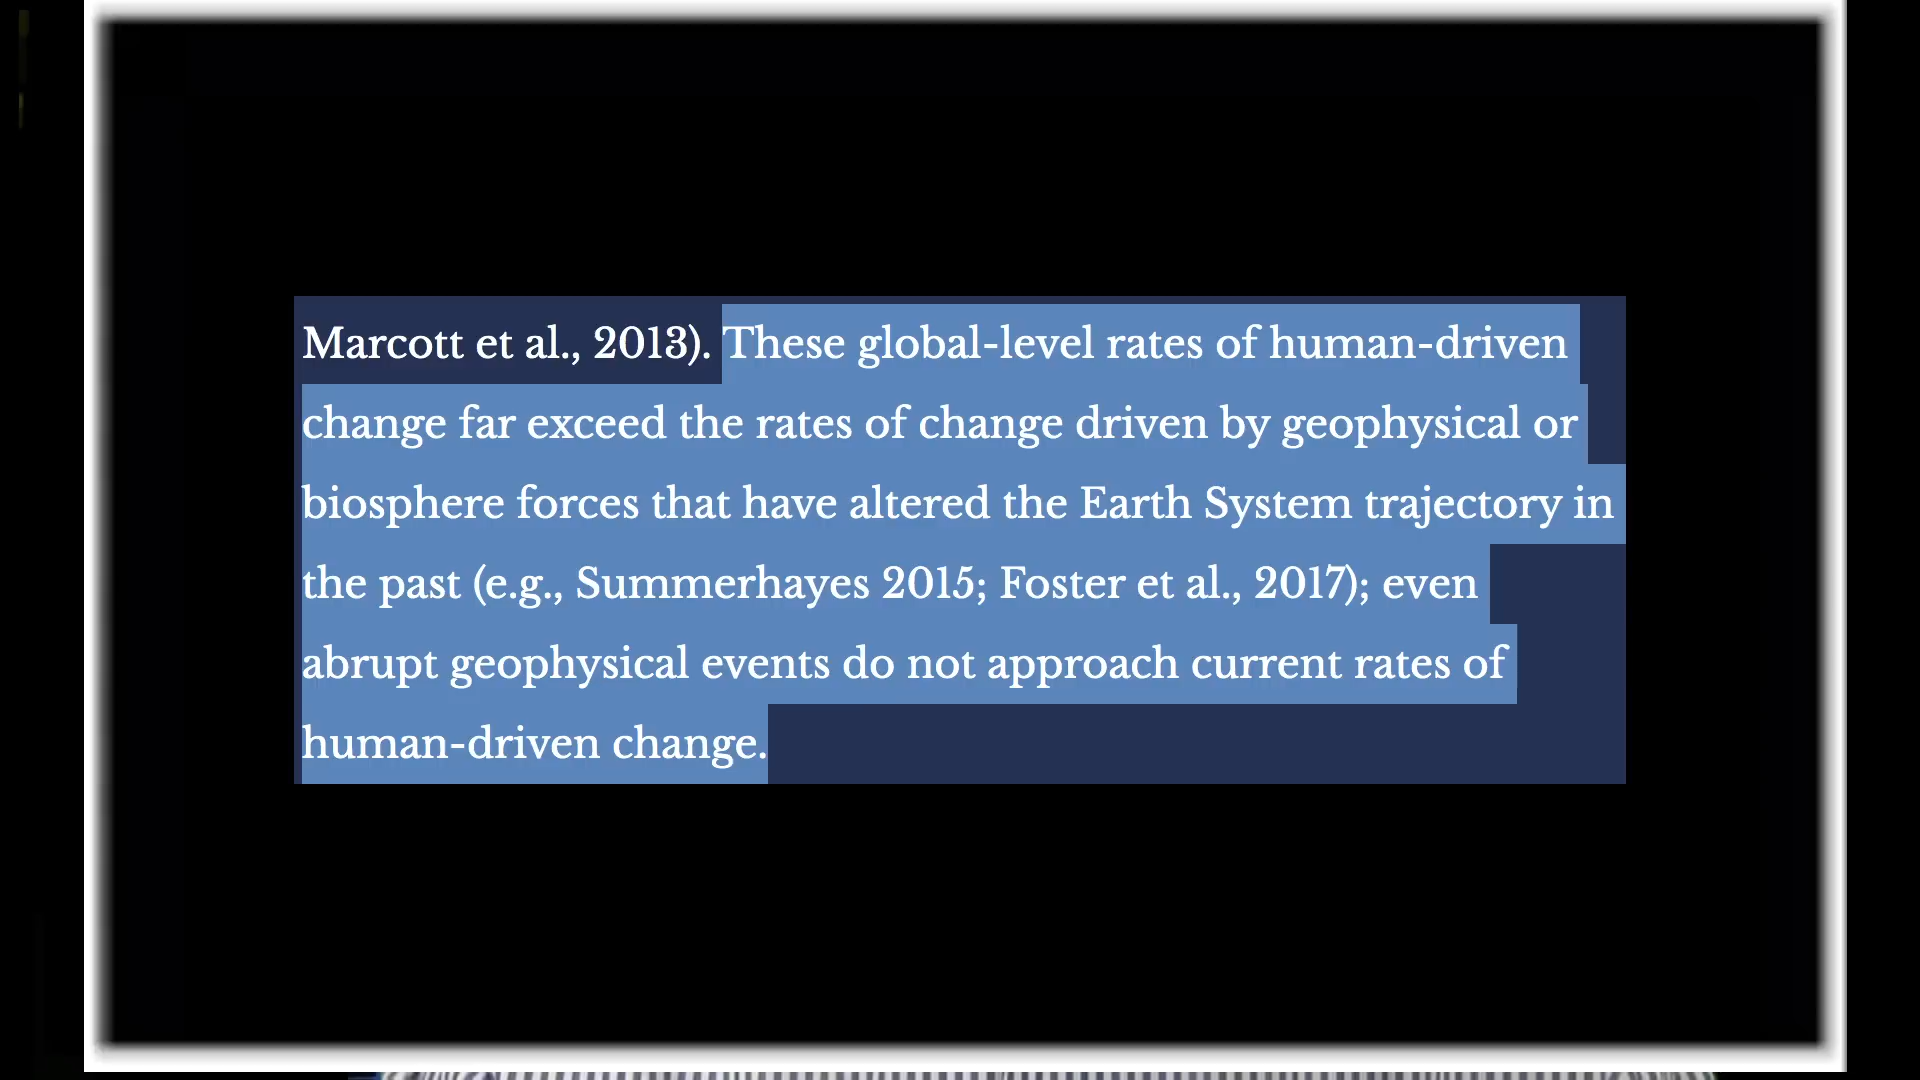 Marcott et al., 2013). These global-level rates of human-driven
change far exceed the rates of change driven by geophysical or
biosphere forces that have altered the Earth System trajectory in
the past (e.g., Summerhayes 2015; Foster et al., 2017); even
abrupt geophysical events do not approach current rates of
human-driven change.